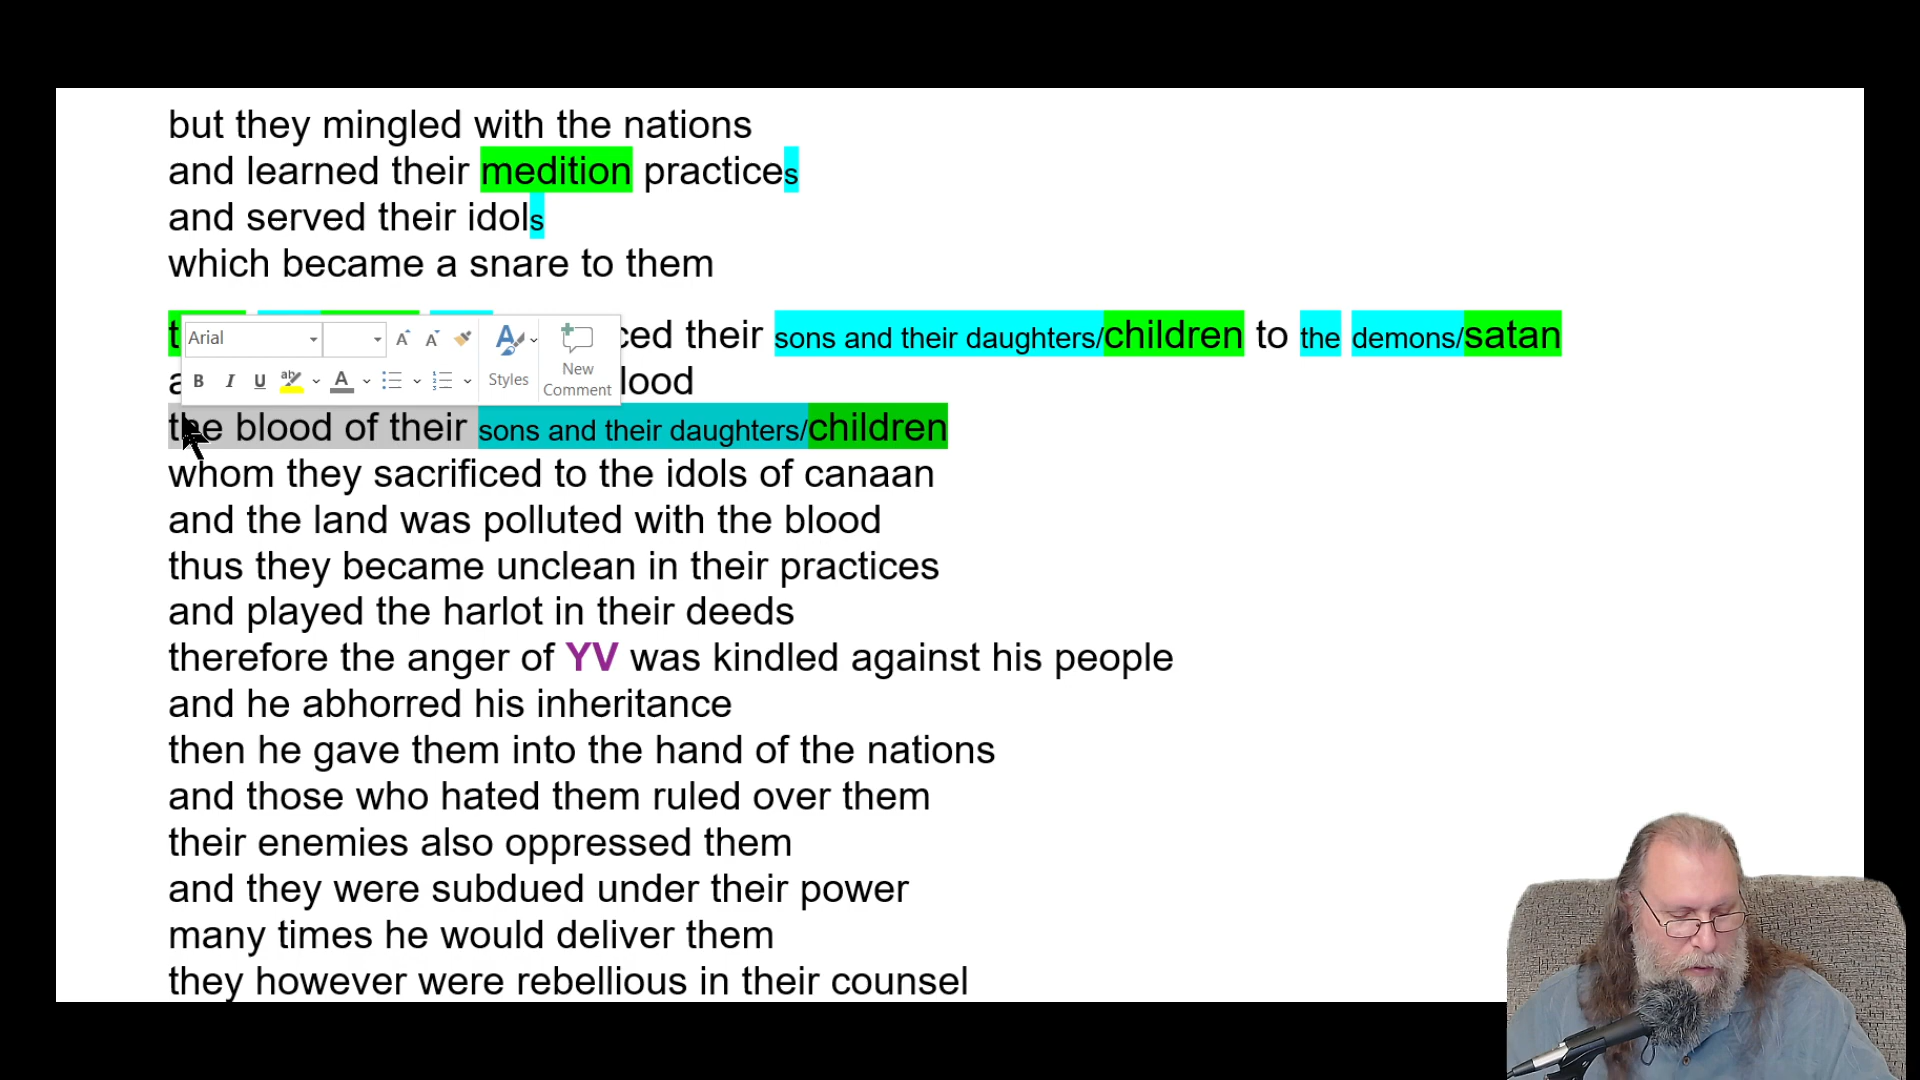 but they mingled with the nations
and learned their medition practices
and served their idols
which became a snare to them
ced their sons and their daughters/children to the demons/satan
Arial
New
Comment
Styles
B I U
lood
the blood of their sons and their daughters/children
whom they sacrificed to the idols of canaan
and the land was polluted with the blood
thus they became unclean in their practices
and played the harlot in their deeds
therefore the anger of YV was kindled against his people
and he abhorred his inheritance
then he gave them into the hand of the nations
and those who hated them ruled over them
their enemies also oppressed them
and they were subdued under their power
many times he would deliver them
they however were rebellious in their counsel